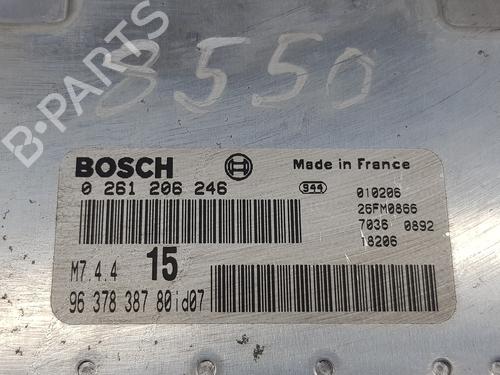 B-PARTS
8550
BOSCH
Made in France
0 261 206 246
944
010206
26FM0866
7036 0892
18206
M7.4.4
15
96 378 387 80id07